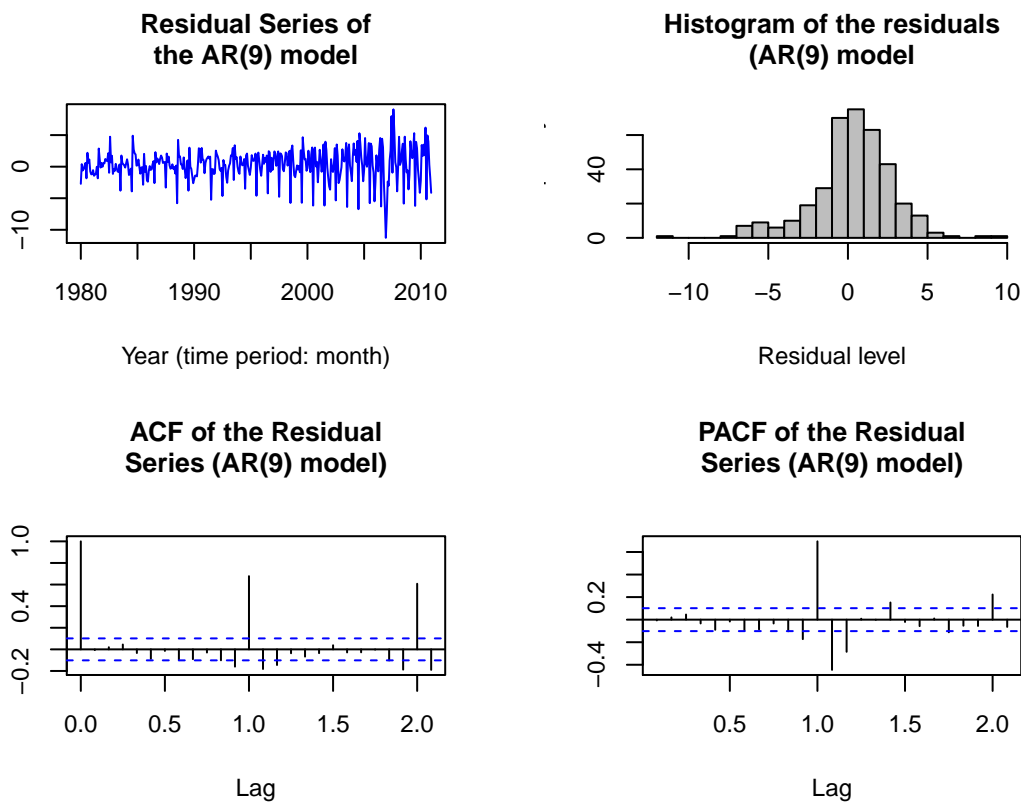 Residual Series of
the AR(9) model
0
−10
1980 1990 2000 2010
Year (time period: month)
Histogram of the residuals
(AR(9) model
40
0
−10 −5 0 5 10
Residual level
ACF of the Residual
Series (AR(9) model)
1.0
0.4
−0.2
0.0 0.5 1.0 1.5 2.0
Lag
PACF of the Residual
Series (AR(9) model)
0.2
−0.4
0.5 1.0 1.5 2.0
Lag